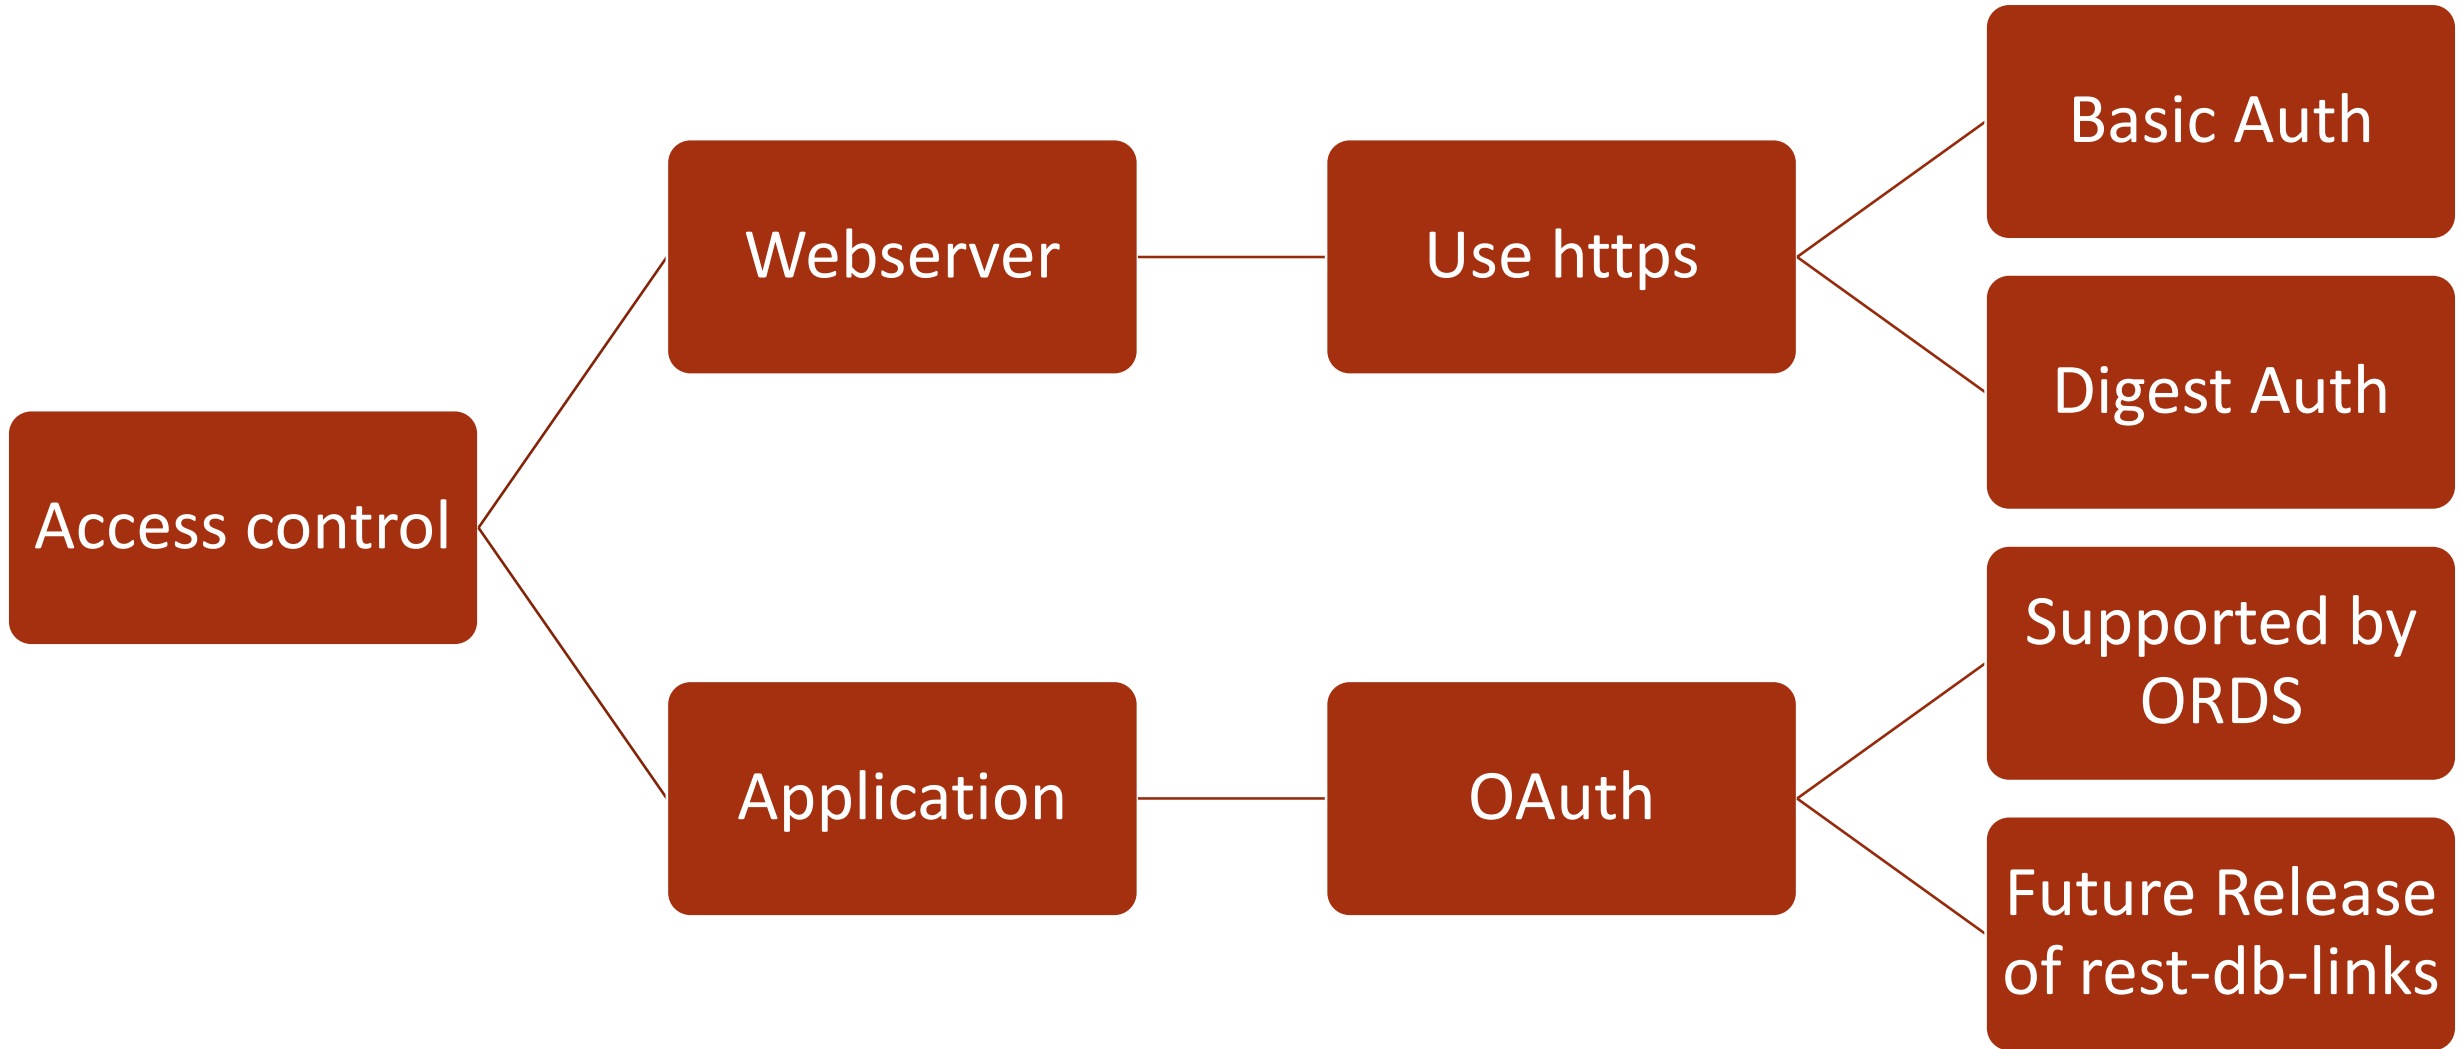 Access control
Webserver
Use https
Basic Auth
Digest Auth
Application
OAuth
Supported by
ORDS
Future Release
of rest-db-links